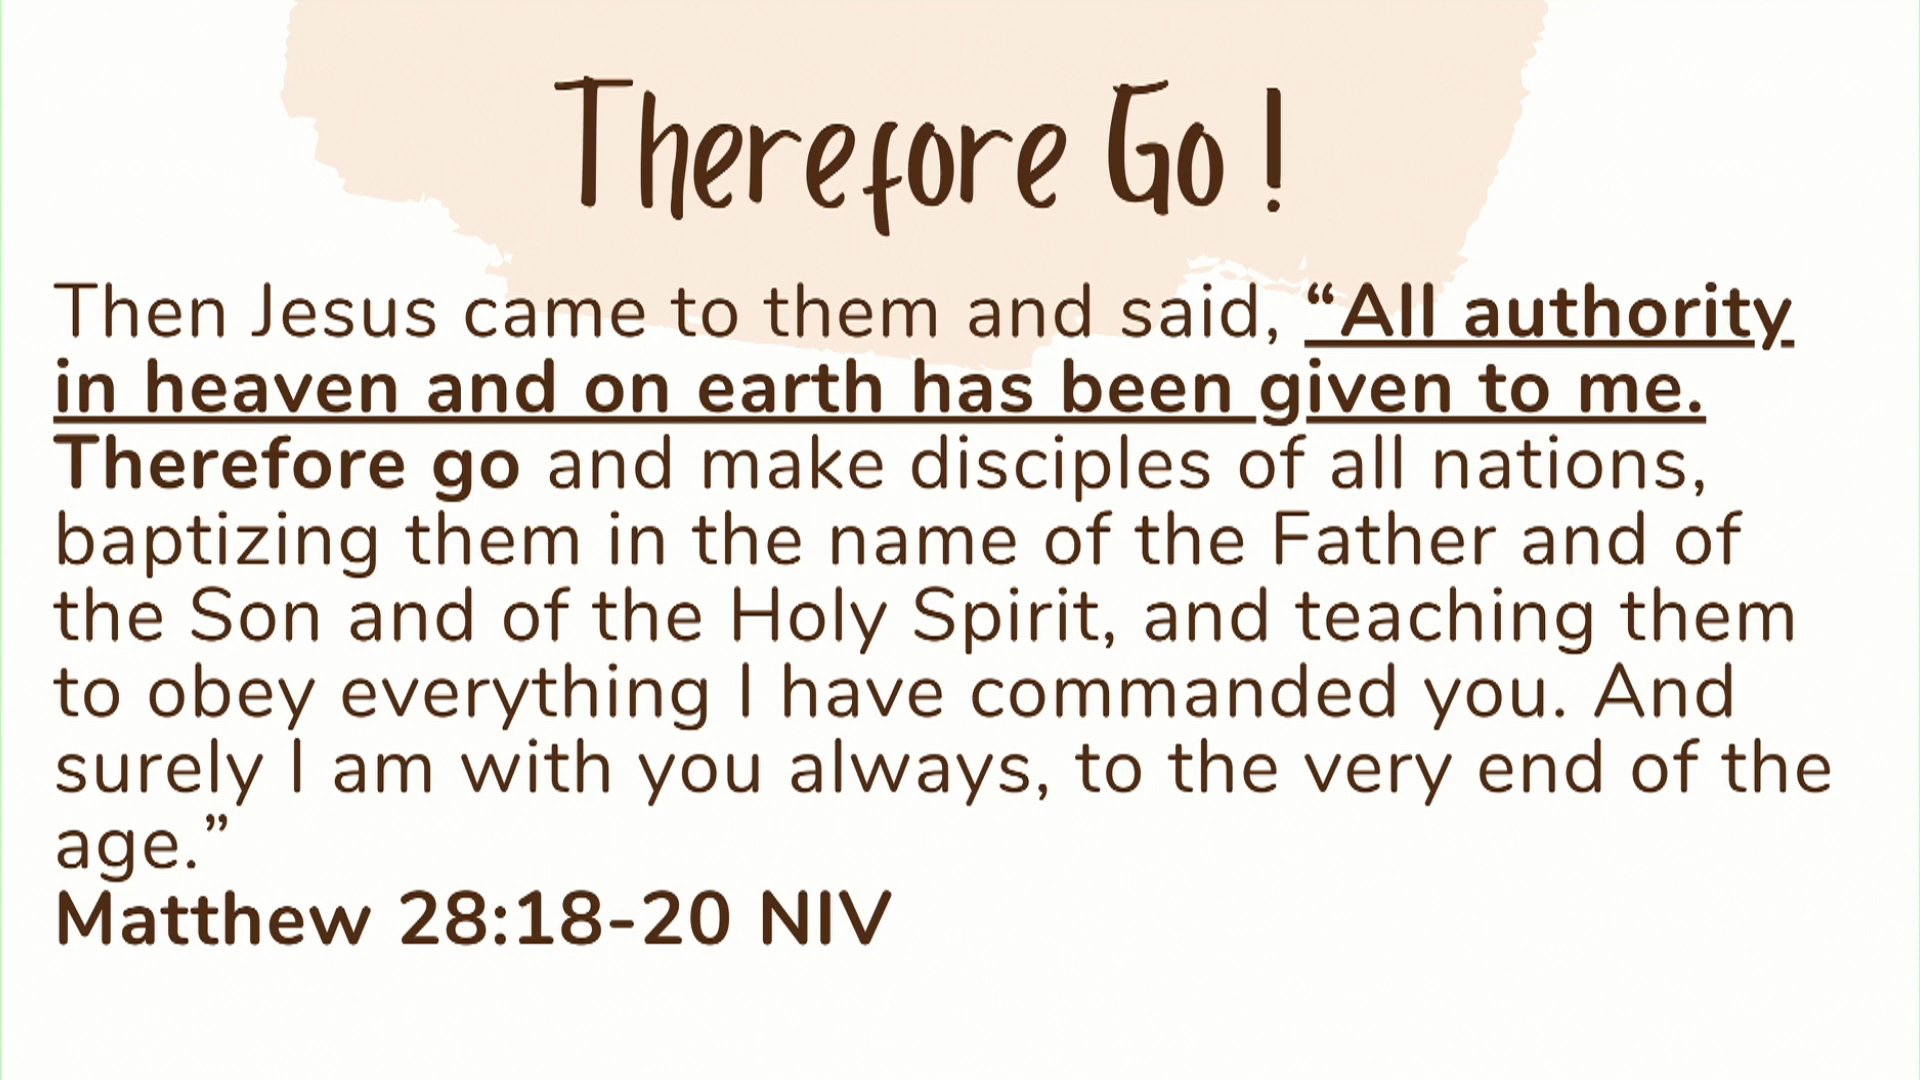 Therefore Go !
Then Jesus came to them and said, “All authority
in heaven and on earth has been given to me.
Therefore go and make disciples of all nations,
baptizing them in the name of the Father and of
the Son and of the Holy Spirit, and teaching them
to obey everything I have commanded you. And
surely I am with you always, to the very end of the
age.”
Matthew 28:18-20 NIV